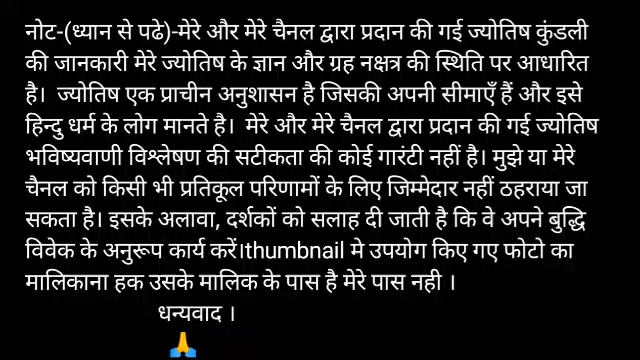 नोट-(ध्यान से पढे)-मेरे और मेरे चैनल द्वारा प्रदान की गई ज्योतिष कुंडली
की जानकारी मेरे ज्योतिष के ज्ञान और ग्रह नक्षत्र की स्थिति पर आधारित
है।  ज्योतिष एक प्राचीन अनुशासन है जिसकी अपनी सीमाएँ हैं और इसे
हिन्दु धर्म के लोग मानते है।  मेरे और मेरे चैनल द्वारा प्रदान की गई ज्योतिष
भविष्यवाणी विश्लेषण की सटीकता की कोई गारंटी नहीं है। मुझे या मेरे
चैनल को किसी भी प्रतिकूल परिणामों के लिए जिम्मेदार नहीं ठहराया जा
सकता है। इसके अलावा, दर्शकों को सलाह दी जाती है कि वे अपने बुद्धि
विवेक के अनुरूप कार्य करें।thumbnail मे उपयोग किए गए फोटो का
मालिकाना हक उसके मालिक के पास है मेरे पास नही ।
धन्यवाद ।
🙏